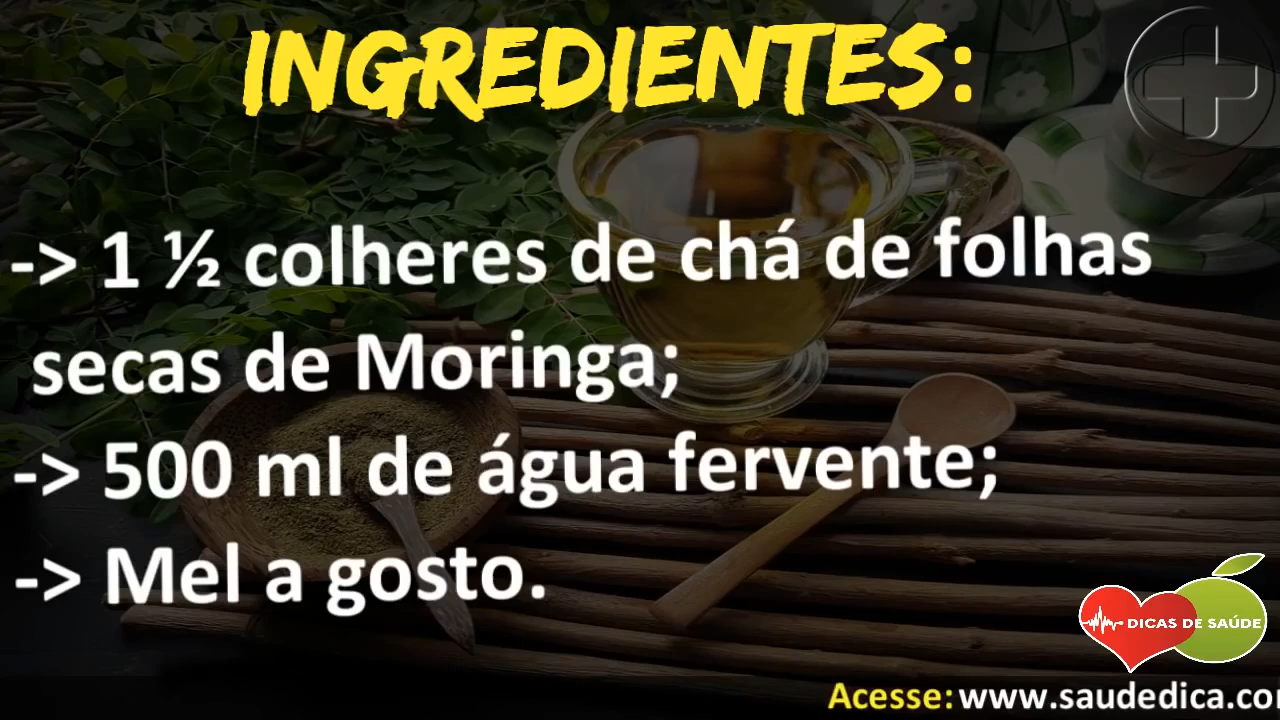 INGREDIENTES:
-> 1 ½ colheres de chá de folhas
secas de Moringa;
-> 500 ml de água fervente;
-> Mel a gosto.
DICAS DE SAÚDE
Acesse: www.saudedica.co